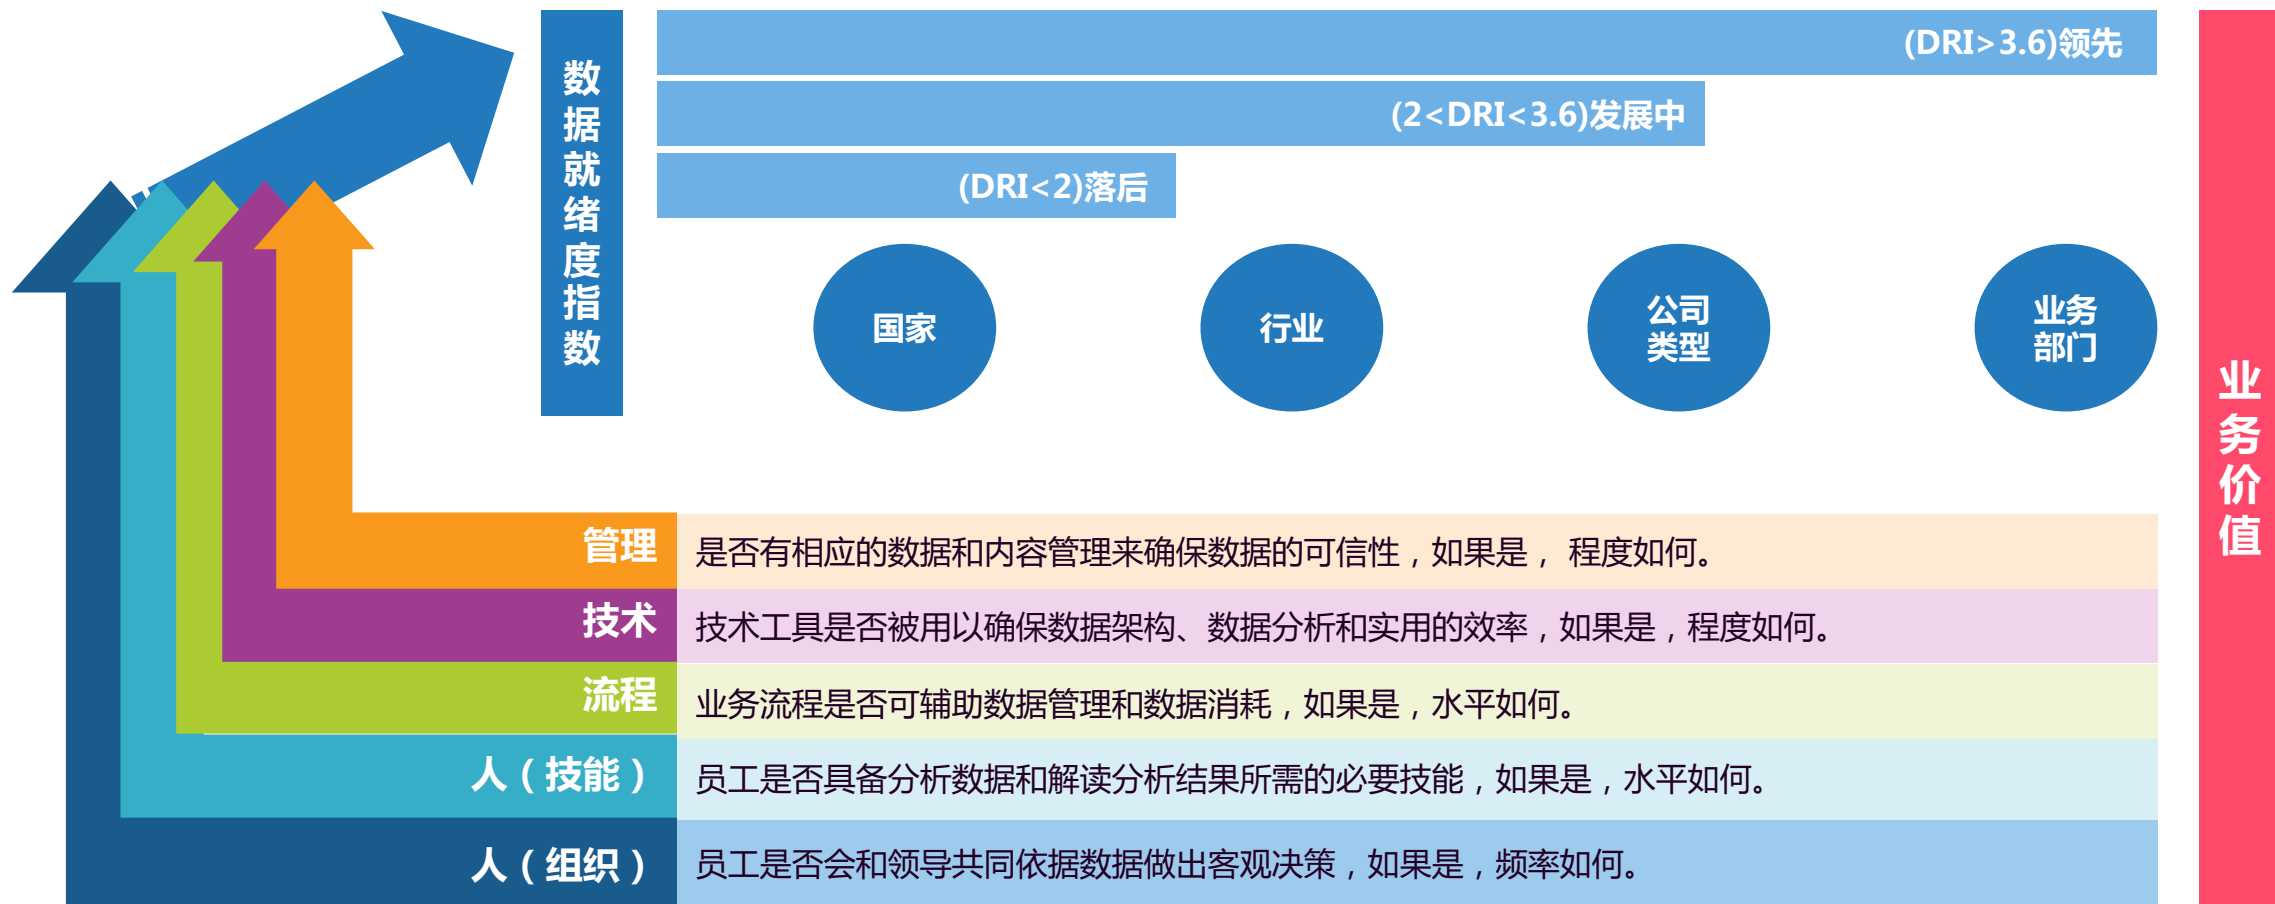 数据就绪度指数
(DRI>3.6)领先
(2<DRI<3.6)发展中
(DRI<2)落后
国家
行业
公司
类型
业务
部门
业务价值
管理
是否有相应的数据和内容管理来确保数据的可信性，如果是， 程度如何。
技术
技术工具是否被用以确保数据架构、数据分析和实用的效率，如果是，程度如何。
流程
业务流程是否可辅助数据管理和数据消耗，如果是，水平如何。
人（技能）
员工是否具备分析数据和解读分析结果所需的必要技能，如果是，水平如何。
人（组织）
员工是否会和领导共同依据数据做出客观决策，如果是，频率如何。